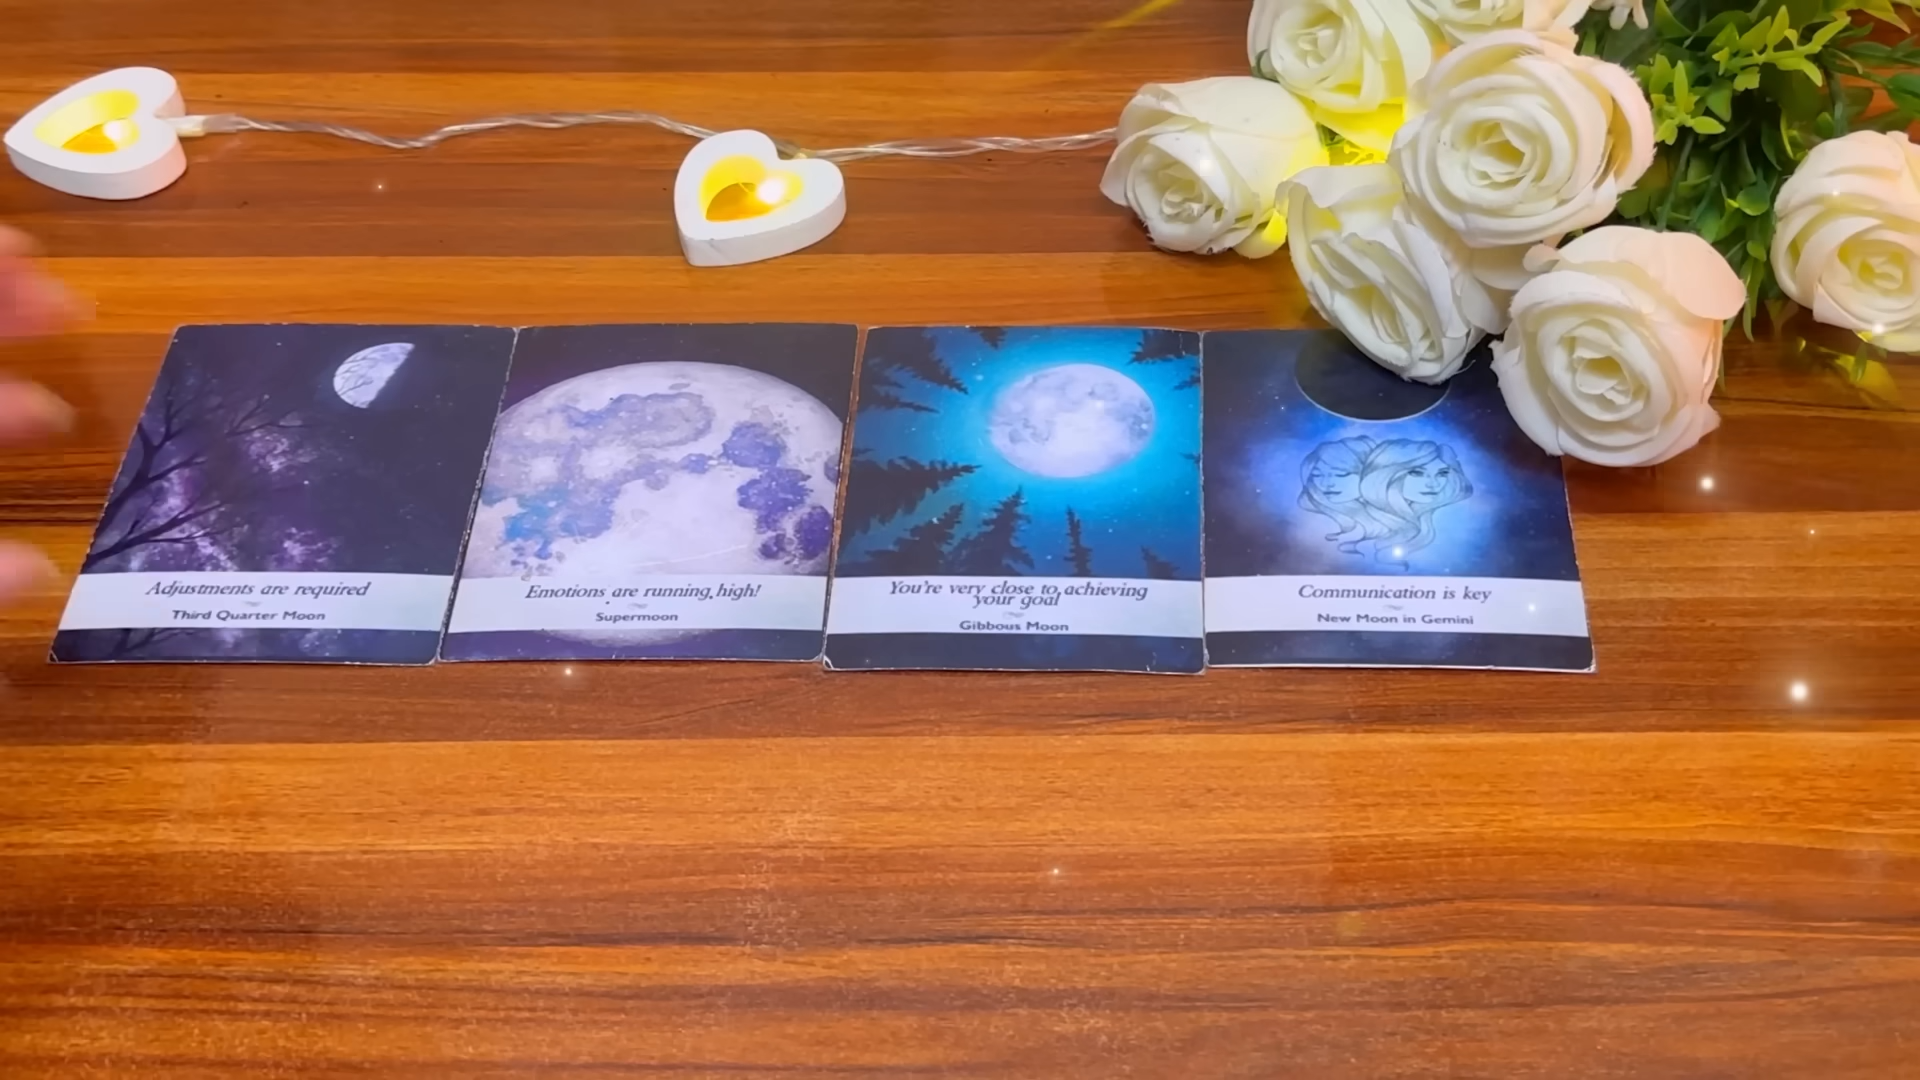 Adjustments are required
Third Quarter Moon
Emotions are running high!
Supermoon
You're very close to achieving
your goal
Gibbous Moon
Communication is key
New Moon in Gemini